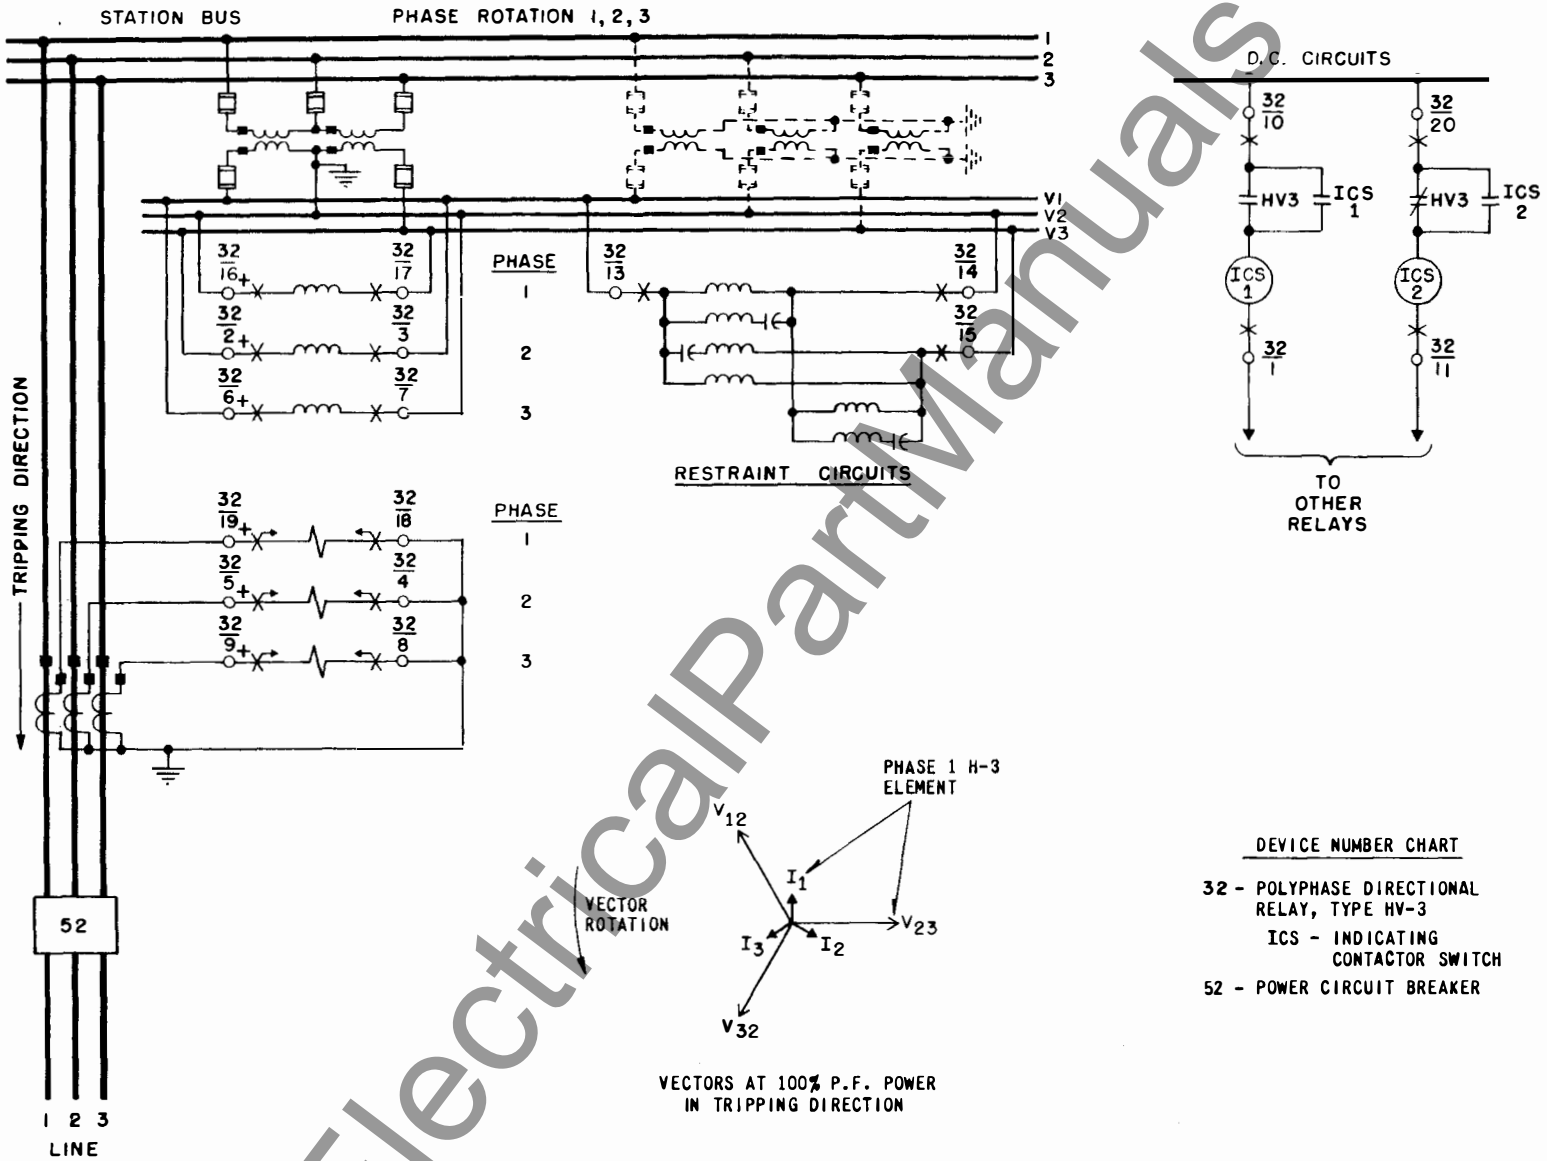 STATION BUS
PHASE ROTATION 1, 2, 3
1
2
3
V1
V2
V3
PHASE
32
16
+
32
17
1
32
2
+
32
3
2
32
6
+
32
7
3
32
13
32
14
32
15
RESTRAINT CIRCUITS
D.C. CIRCUITS
32
10
32
20
HV3
ICS
1
HV3
ICS
2
ICS
1
ICS
2
32
1
32
11
TO
OTHER
RELAYS
TRIPPING DIRECTION
PHASE
32
19
+
32
18
1
32
5
+
32
4
2
32
9
+
32
8
3
52
1 2 3
LINE
PHASE 1 H-3
ELEMENT
V12
I1
V23
I3
I2
V32
VECTOR
ROTATION
VECTORS AT 100% P.F. POWER
IN TRIPPING DIRECTION
DEVICE NUMBER CHART
32 - POLYPHASE DIRECTIONAL
RELAY, TYPE HV-3
ICS - INDICATING
CONTACTOR SWITCH
52 - POWER CIRCUIT BREAKER
ElectricalPartManuals